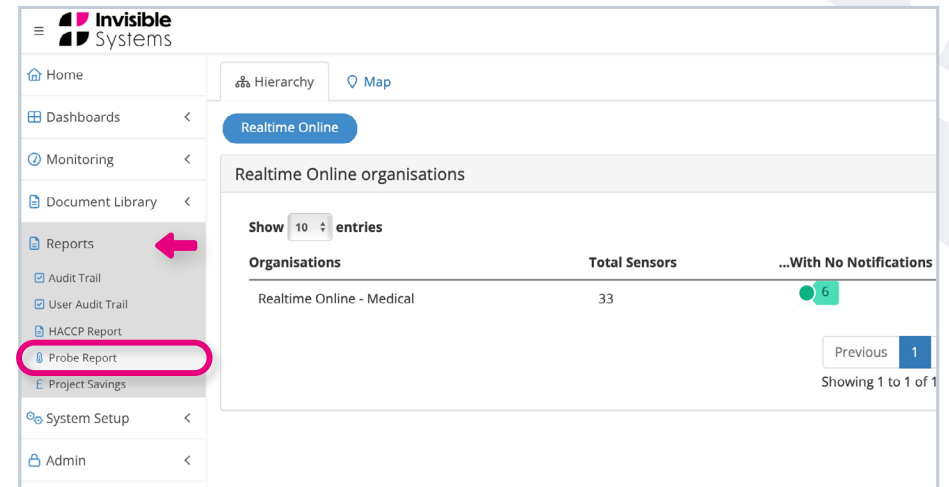 Invisible
Systems
Home
Dashboards
Monitoring
Document Library
Reports
Audit Trail
User Audit Trail
HACCP Report
Probe Report
Project Savings
System Setup
Admin
Hierarchy
Map
Realtime Online
Realtime Online organisations
Show 10 entries
Organisations Total Sensors ...With No Notifications
Realtime Online - Medical 33 6
Previous 1
Showing 1 to 1 of 1